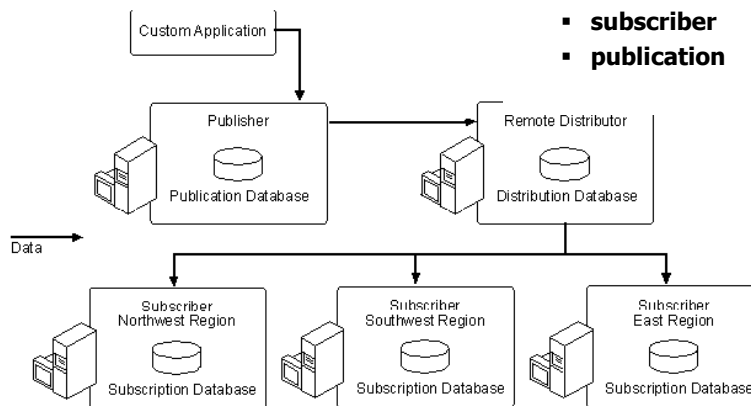 ▪ subscriber
▪ publication
Custom Application
Publisher
Publication Database
Remote Distributor
Distribution Database
Data
Subscriber
Northwest Region
Subscription Database
Subscriber
Southwest Region
Subscription Database
Subscriber
East Region
Subscription Database